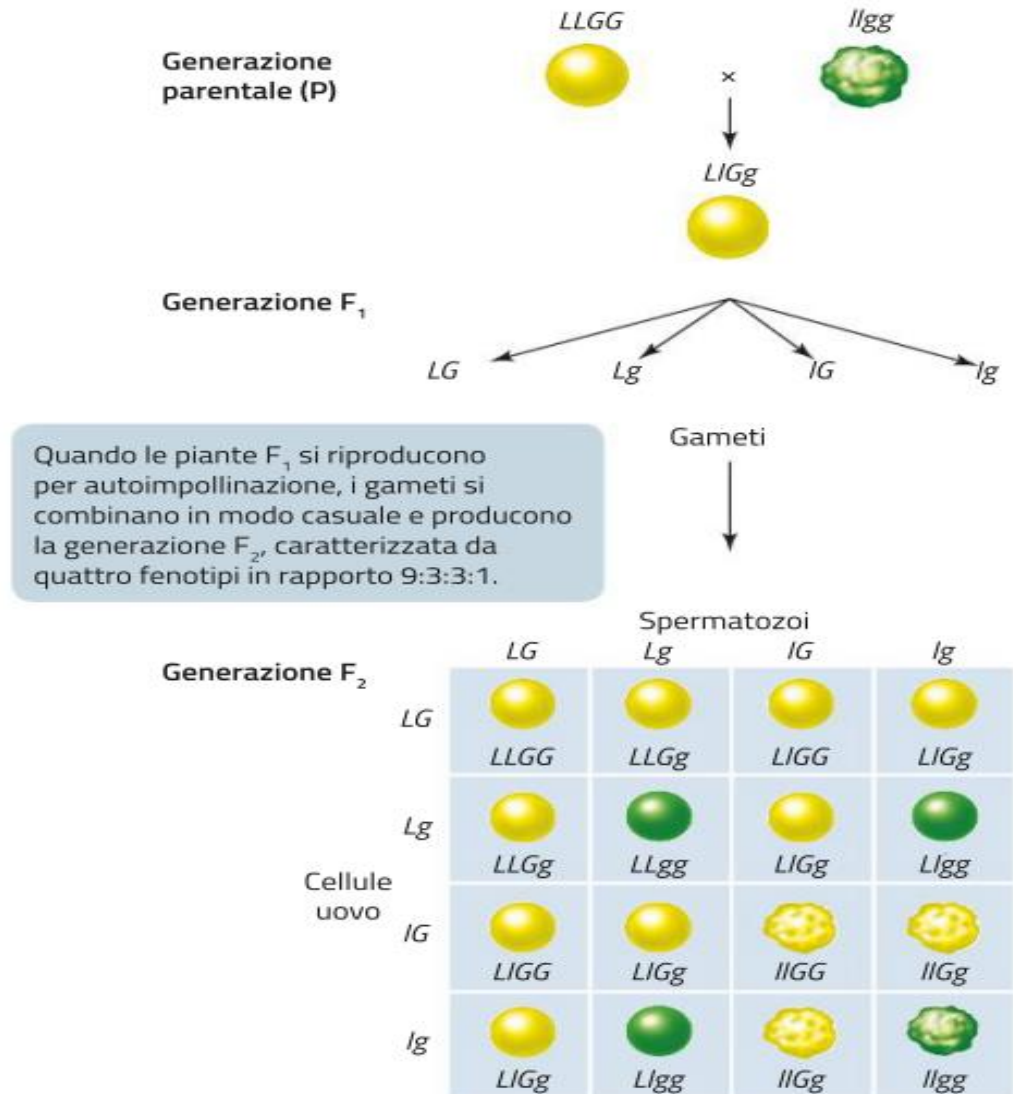 LLGG llgg
Generazione
parentale (P)
×
LlGg
Generazione F₁
LG Lg lG lg
Gameti
Quando le piante F₁ si riproducono
per autoimpollinazione, i gameti si
combinano in modo casuale e producono
la generazione F₂, caratterizzata da
quattro fenotipi in rapporto 9:3:3:1.
Spermatozoi
Generazione F₂
LG Lg lG lg
LG
LLGG LLGg LlGG LlGg
Lg
LLGg LLgg LlGg Llgg
Cellule
uovo
lG
LlGG LlGg llGG llGg
lg
LlGg Llgg llGg llgg